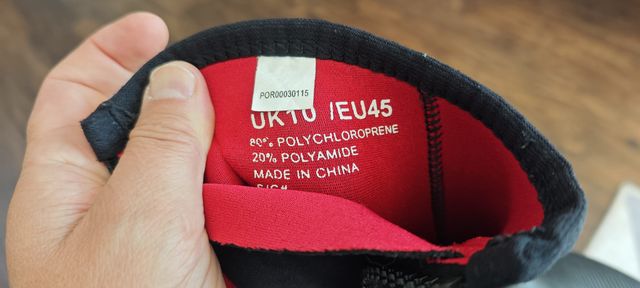 POR00030115
UK10 /EU45
80% POLYCHLOROPRENE
20% POLYAMIDE
MADE IN CHINA